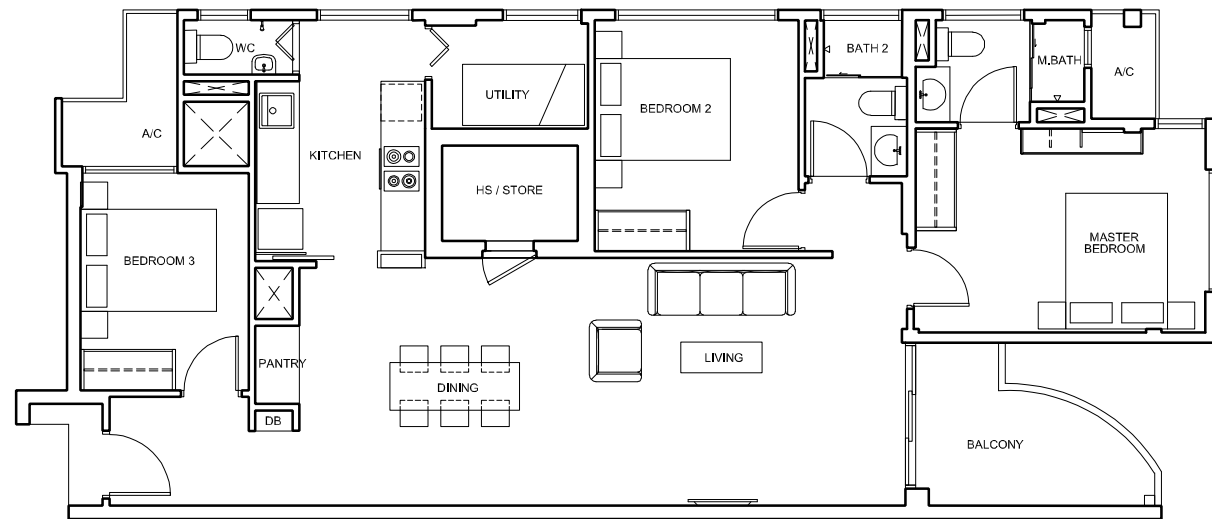 WC
BATH 2
M.BATH
A/C
UTILITY
BEDROOM 2
A/C
KITCHEN
HS / STORE
MASTER
BEDROOM
BEDROOM 3
PANTRY
LIVING
DINING
DB
BALCONY